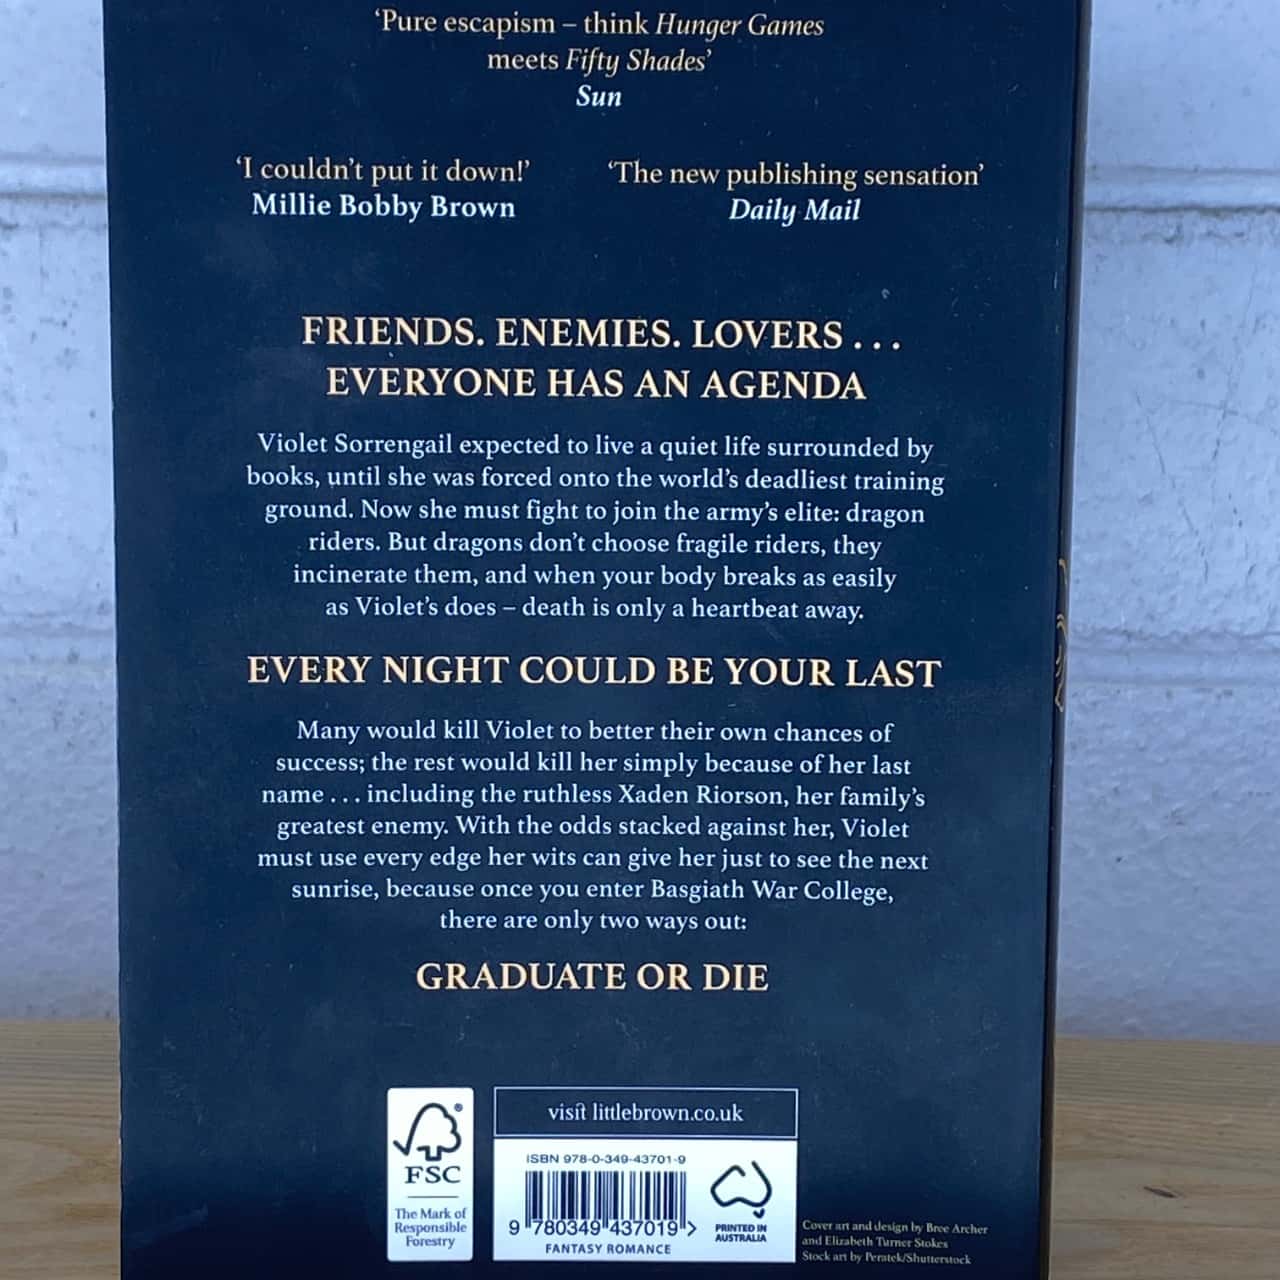 ‘Pure escapism – think Hunger Games
meets Fifty Shades’
Sun
‘I couldn’t put it down!’
Millie Bobby Brown
‘The new publishing sensation’
Daily Mail
FRIENDS. ENEMIES. LOVERS . . .
EVERYONE HAS AN AGENDA
Violet Sorrengail expected to live a quiet life surrounded by
books, until she was forced onto the world’s deadliest training
ground. Now she must fight to join the army’s elite: dragon
riders. But dragons don’t choose fragile riders, they
incinerate them, and when your body breaks as easily
as Violet’s does – death is only a heartbeat away.
EVERY NIGHT COULD BE YOUR LAST
Many would kill Violet to better their own chances of
success; the rest would kill her simply because of her last
name . . . including the ruthless Xaden Riorson, her family’s
greatest enemy. With the odds stacked against her, Violet
must use every edge her wits can give her just to see the next
sunrise, because once you enter Basgiath War College,
there are only two ways out:
GRADUATE OR DIE
®
FSC
The Mark of
Responsible
Forestry
visit littlebrown.co.uk
ISBN 978-0-349-43701-9
9 780349 437019 >
FANTASY ROMANCE
PRINTED IN
AUSTRALIA
Cover art and design by Bree Archer
and Elizabeth Turner Stokes
Stock art by Peratek/Shutterstock